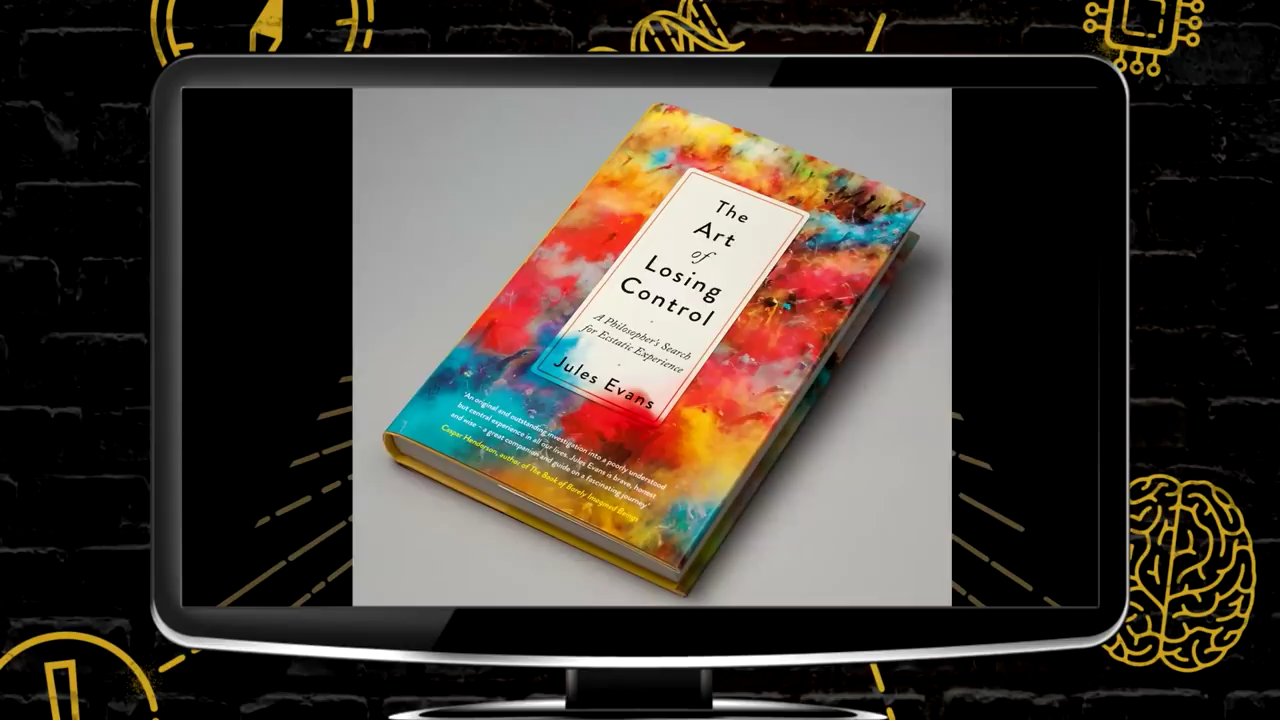 The
Art
of
Losing
Control
A Philosopher's Search
for Ecstatic Experience
Jules Evans
'An original and outstanding investigation into a poorly understood
but central experience in all our lives. Jules Evans is brave, honest
and wise – a great companion and guide on a fascinating journey'
Caspar Henderson, author of The Book of Barely Imagined Beings